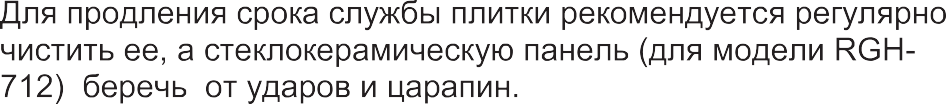 Для продления срока службы плитки рекомендуется регулярно
чистить ее, а стеклокерамическую панель (для модели RGH-
712)  беречь  от ударов и царапин.